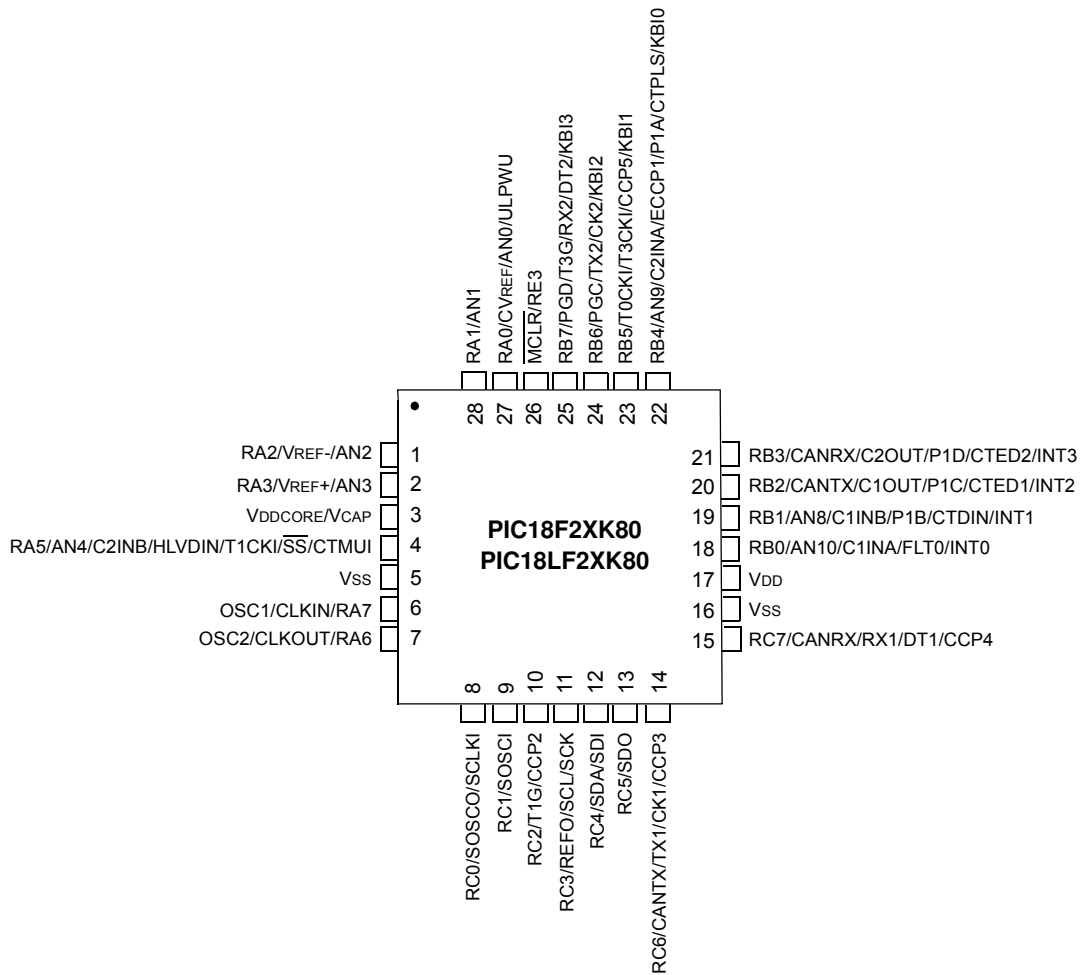 RA1/AN1
RA0/CVREF/AN0/ULPWU
MCLR/RE3
RB7/PGD/T3G/RX2/DT2/KBI3
RB6/PGC/TX2/CK2/KBI2
RB5/T0CKI/T3CKI/CCP5/KBI1
RB4/AN9/C2INA/ECCP1/P1A/CTPLS/KBI0
28
27
26
25
24
23
22
RA2/VREF-/AN2 1
RA3/VREF+/AN3 2
VDDCORE/VCAP 3
RA5/AN4/C2INB/HLVDIN/T1CKI/SS/CTMUI 4
VSS 5
OSC1/CLKIN/RA7 6
OSC2/CLKOUT/RA6 7
PIC18F2XK80
PIC18LF2XK80
21 RB3/CANRX/C2OUT/P1D/CTED2/INT3
20 RB2/CANTX/C1OUT/P1C/CTED1/INT2
19 RB1/AN8/C1INB/P1B/CTDIN/INT1
18 RB0/AN10/C1INA/FLT0/INT0
17 VDD
16 VSS
15 RC7/CANRX/RX1/DT1/CCP4
8
9
10
11
12
13
14
RC0/SOSCO/SCLKI
RC1/SOSCI
RC2/T1G/CCP2
RC3/REFO/SCL/SCK
RC4/SDA/SDI
RC5/SDO
RC6/CANTX/TX1/CK1/CCP3